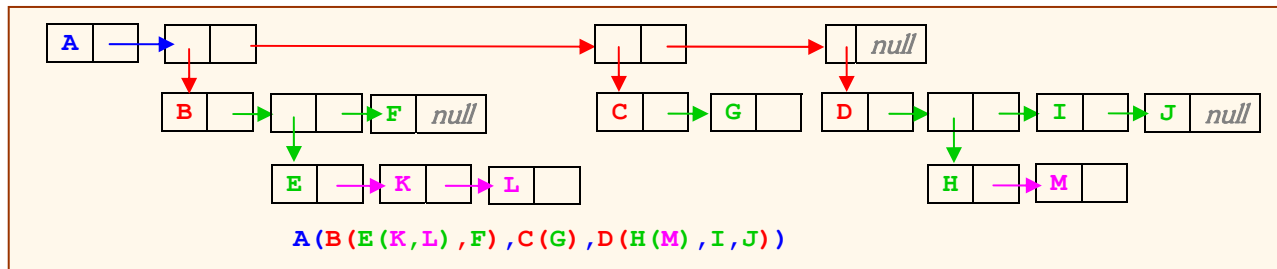 A null
B F null C G D I J null
E K L H M
A(B(E(K,L),F),C(G),D(H(M),I,J))